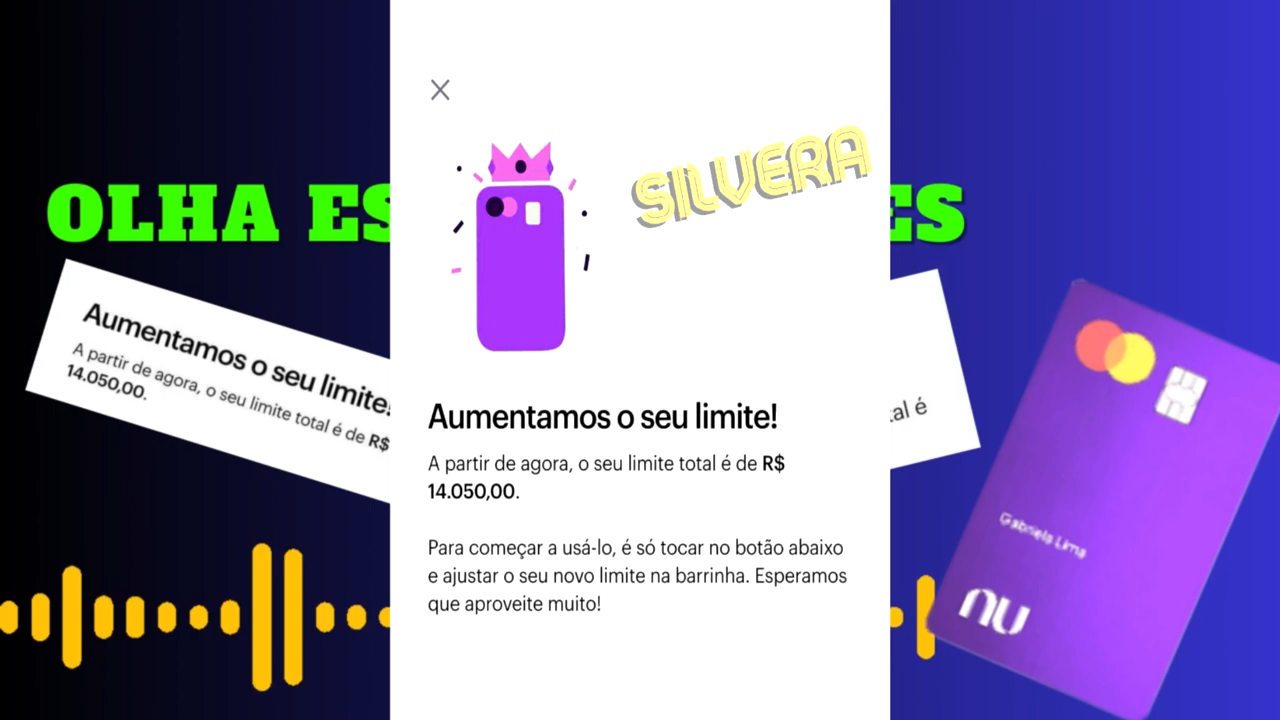 SILVERA
OLHA ES
ES
Aumentamos o seu limite!
A partir de agora, o seu limite total é de R$
14.050,00.
Aumentamos o seu limite!
A partir de agora, o seu limite total é de R$
14.050,00.
Para começar a usá-lo, é só tocar no botão abaixo
e ajustar o seu novo limite na barrinha. Esperamos
que aproveite muito!
tal é
Gabriela Lima
nu